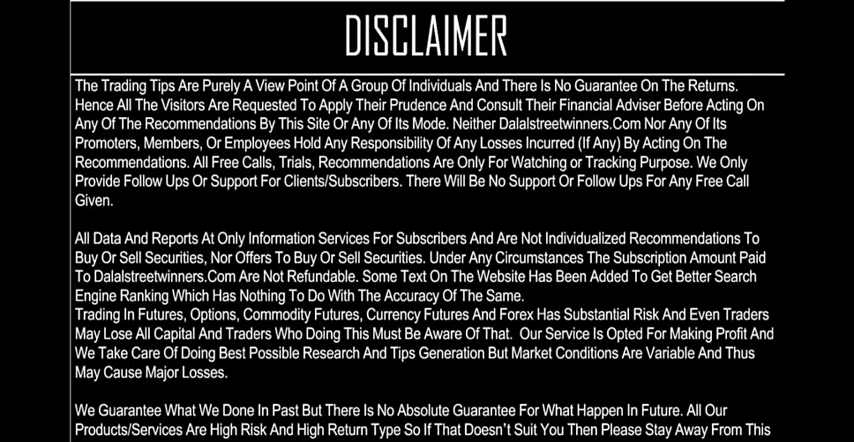 DISCLAIMER
The Trading Tips Are Purely A View Point Of A Group Of Individuals And There Is No Guarantee On The Returns.
Hence All The Visitors Are Requested To Apply Their Prudence And Consult Their Financial Adviser Before Acting On
Any Of The Recommendations By This Site Or Any Of Its Mode. Neither Dalalstreetwinners.Com Nor Any Of Its
Promoters, Members, Or Employees Hold Any Responsibility Of Any Losses Incurred (If Any) By Acting On The
Recommendations. All Free Calls, Trials, Recommendations Are Only For Watching or Tracking Purpose. We Only
Provide Follow Ups Or Support For Clients/Subscribers. There Will Be No Support Or Follow Ups For Any Free Call
Given.
All Data And Reports At Only Information Services For Subscribers And Are Not Individualized Recommendations To
Buy Or Sell Securities, Nor Offers To Buy Or Sell Securities. Under Any Circumstances The Subscription Amount Paid
To Dalalstreetwinners.Com Are Not Refundable. Some Text On The Website Has Been Added To Get Better Search
Engine Ranking Which Has Nothing To Do With The Accuracy Of The Same.
Trading In Futures, Options, Commodity Futures, Currency Futures And Forex Has Substantial Risk And Even Traders
May Lose All Capital And Traders Who Doing This Must Be Aware Of That. Our Service Is Opted For Making Profit And
We Take Care Of Doing Best Possible Research And Tips Generation But Market Conditions Are Variable And Thus
May Cause Major Losses.
We Guarantee What We Done In Past But There Is No Absolute Guarantee For What Happen In Future. All Our
Products/Services Are High Risk And High Return Type So If That Doesn't Suit You Then Please Stay Away From This